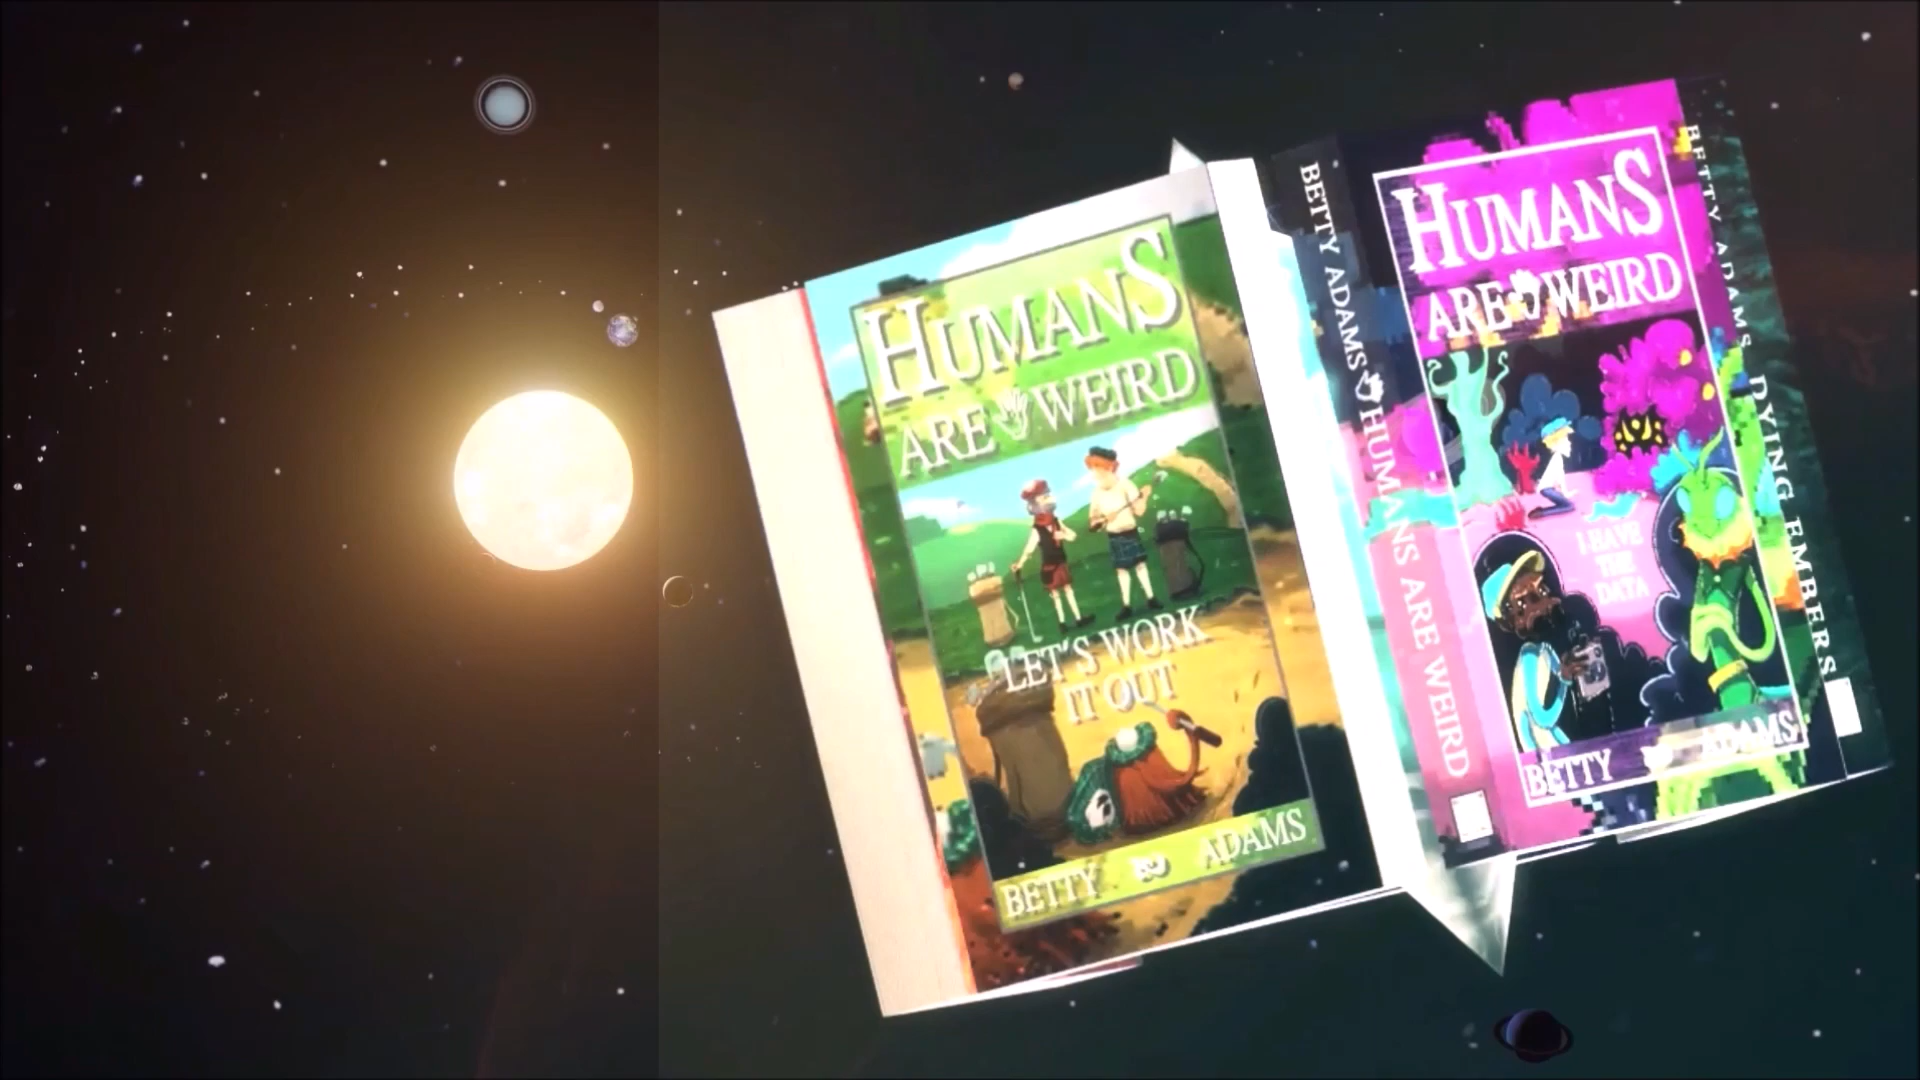 HUMANS
ARE WEIRD
LET'S WORK
IT OUT
BETTY ADAMS
BETTY ADAMS HUMANS ARE WEIRD
HUMANS
ARE WEIRD
I HAVE
THE
DATA
BETTY ADAMS
BETTY ADAMS DYING EMBERS